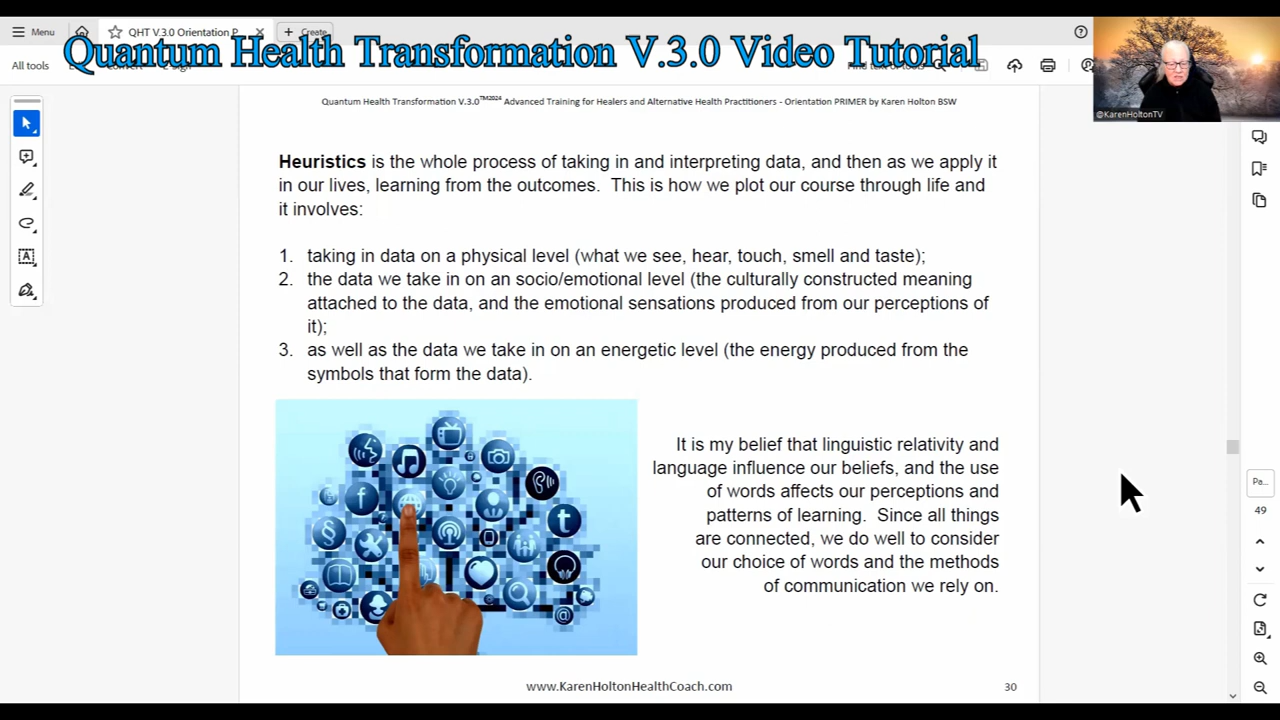 Menu
QHT V.3.0 Orientation P
Create
Quantum Health Transformation V.3.0 Video Tutorial
All tools
@KarenHoltonTV
Quantum Health Transformation V.3.0™2024 Advanced Training for Healers and Alternative Health Practitioners - Orientation PRIMER by Karen Holton BSW
Heuristics is the whole process of taking in and interpreting data, and then as we apply it
in our lives, learning from the outcomes.  This is how we plot our course through life and
it involves:
1. taking in data on a physical level (what we see, hear, touch, smell and taste);
2. the data we take in on an socio/emotional level (the culturally constructed meaning
attached to the data, and the emotional sensations produced from our perceptions of
it);
3. as well as the data we take in on an energetic level (the energy produced from the
symbols that form the data).
It is my belief that linguistic relativity and
language influence our beliefs, and the use
of words affects our perceptions and
patterns of learning.  Since all things
are connected, we do well to consider
our choice of words and the methods
of communication we rely on.
Pa...
49
www.KarenHoltonHealthCoach.com
30